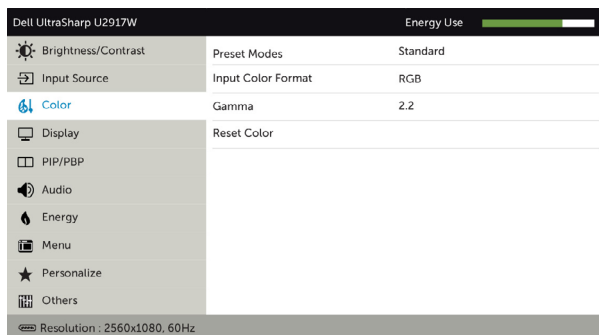 Dell UltraSharp U2917W Energy Use
Brightness/Contrast
Input Source
Color
Display
PIP/PBP
Audio
Energy
Menu
Personalize
Others
Preset Modes Standard
Input Color Format RGB
Gamma 2.2
Reset Color
Resolution : 2560x1080, 60Hz